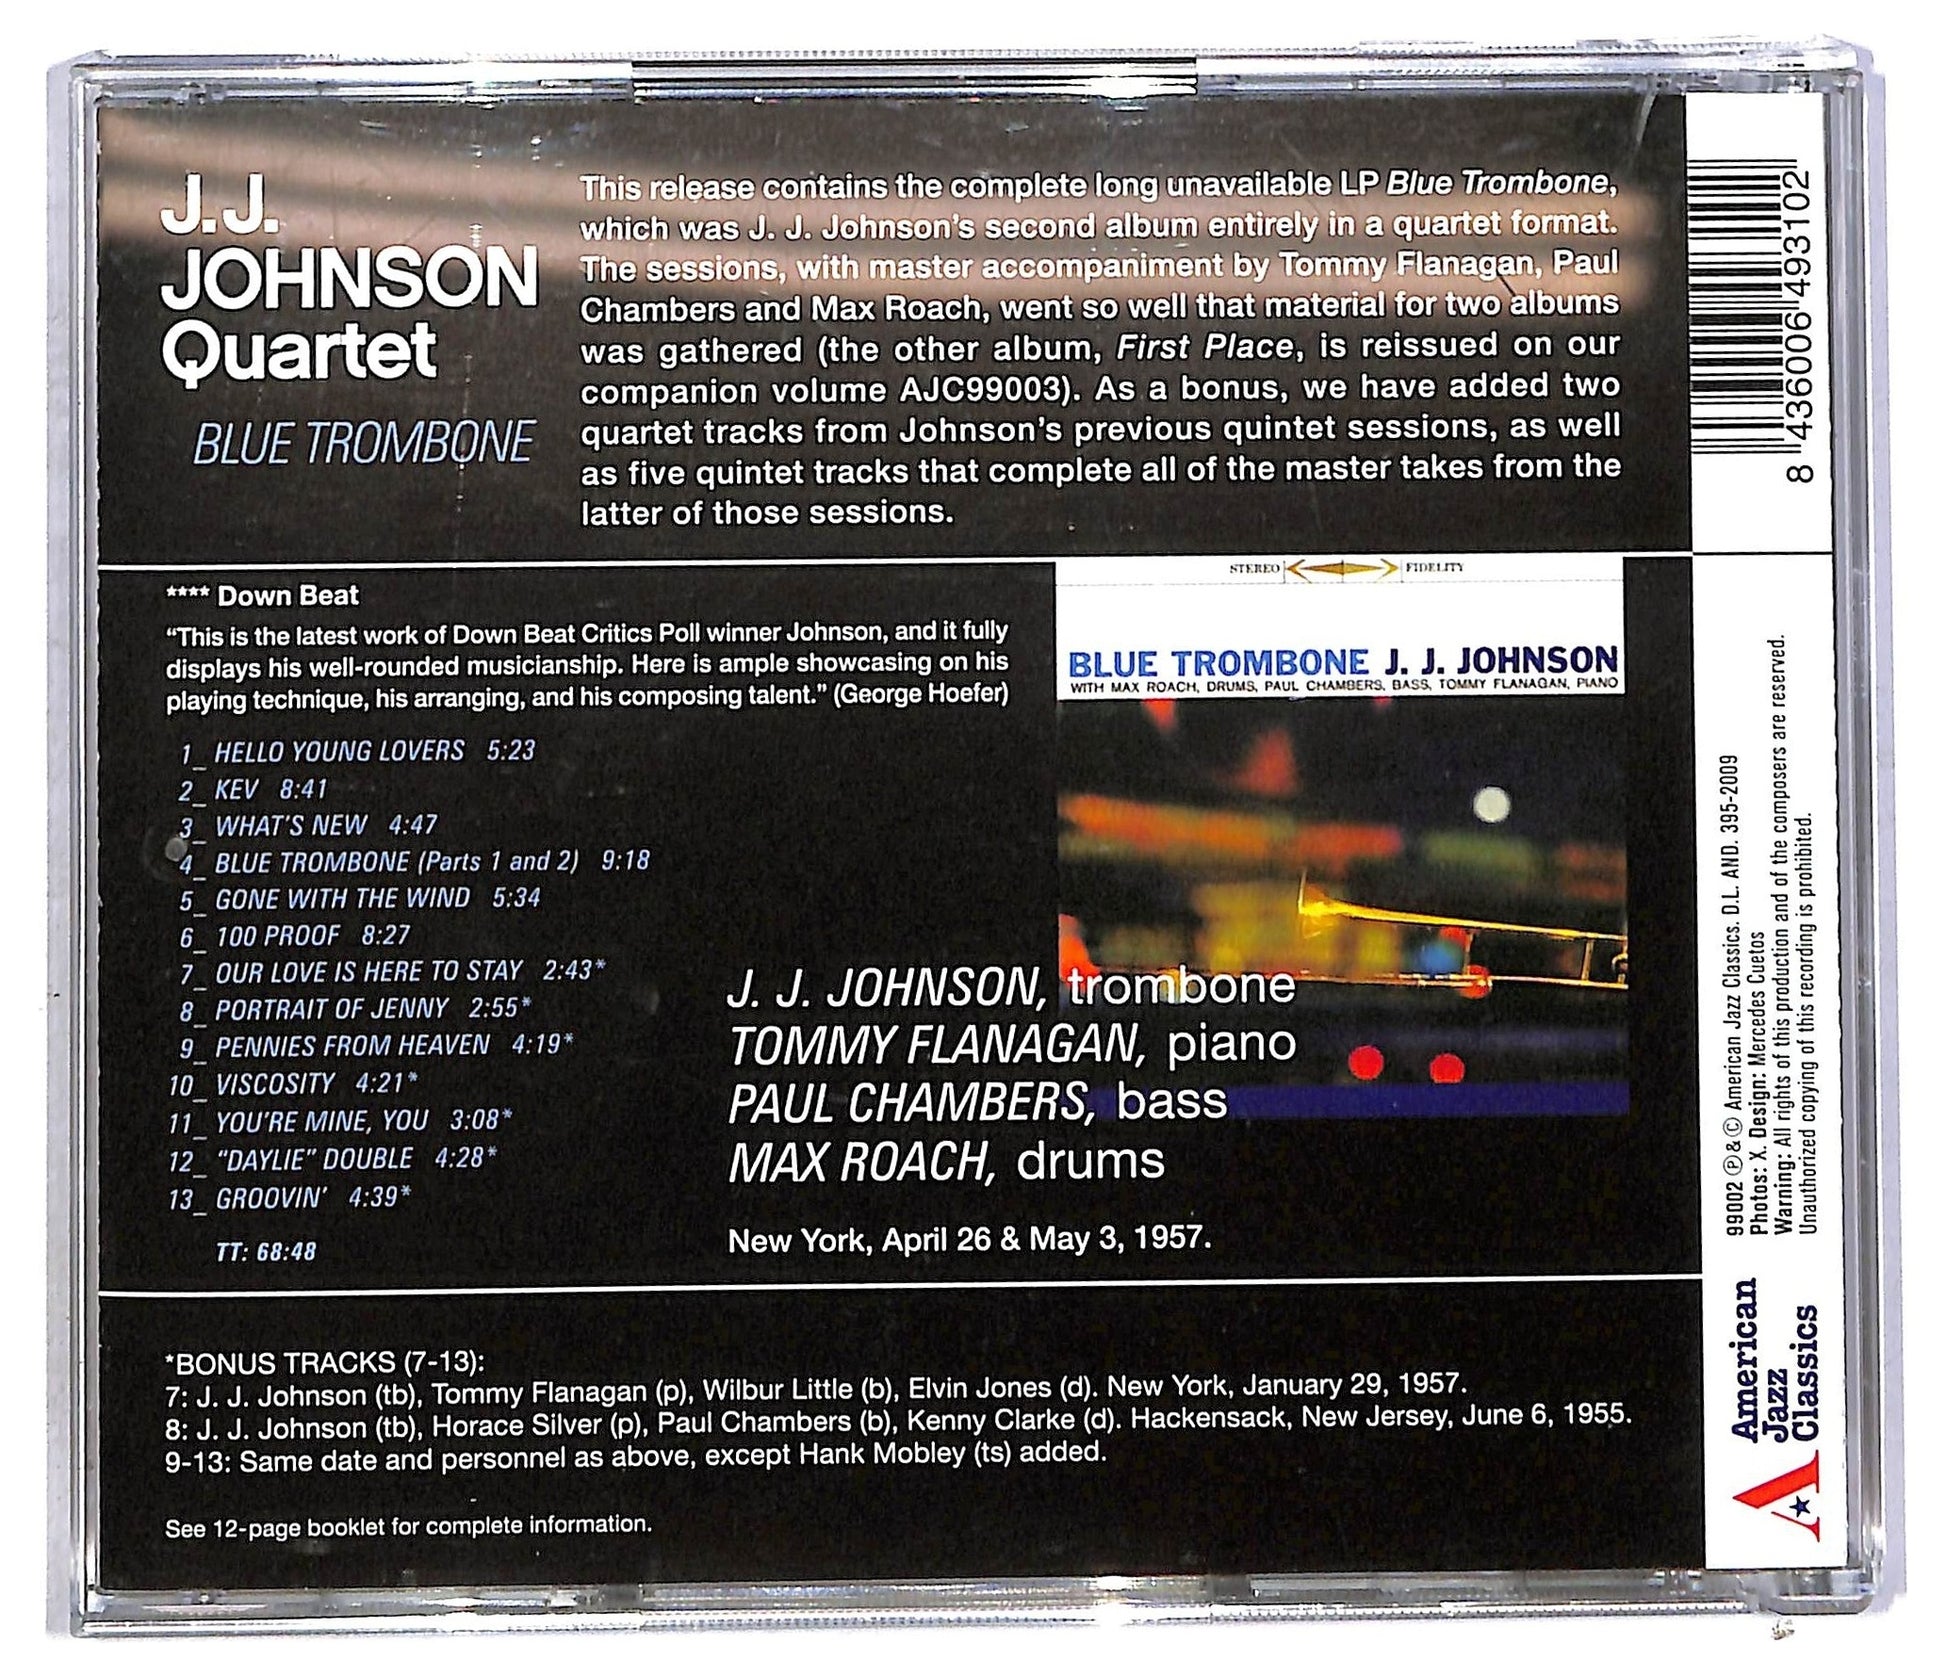 J.J.
JOHNSON
Quartet
BLUE TROMBONE
This release contains the complete long unavailable LP Blue Trombone,
which was J. J. Johnson's second album entirely in a quartet format.
The sessions, with master accompaniment by Tommy Flanagan, Paul
Chambers and Max Roach, went so well that material for two albums
was gathered (the other album, First Place, is reissued on our
companion volume AJC99003). As a bonus, we have added two
quartet tracks from Johnson's previous quintet sessions, as well
as five quintet tracks that complete all of the master takes from the
latter of those sessions.
**** Down Beat
“This is the latest work of Down Beat Critics Poll winner Johnson, and it fully
displays his well-rounded musicianship. Here is ample showcasing on his
playing technique, his arranging, and his composing talent.” (George Hoefer)
1_ HELLO YOUNG LOVERS 5:23
2_ KEV 8:41
3_ WHAT'S NEW 4:47
4_ BLUE TROMBONE (Parts 1 and 2) 9:18
5_ GONE WITH THE WIND 5:34
6_ 100 PROOF 8:27
7_ OUR LOVE IS HERE TO STAY 2:43*
8_ PORTRAIT OF JENNY 2:55*
9_ PENNIES FROM HEAVEN 4:19*
10_ VISCOSITY 4:21*
11_ YOU'RE MINE, YOU 3:08*
12_ “DAYLIE” DOUBLE 4:28*
13_ GROOVIN' 4:39*
TT: 68:48
STEREO FIDELITY
BLUE TROMBONE J. J. JOHNSON
WITH MAX ROACH, DRUMS, PAUL CHAMBERS, BASS, TOMMY FLANAGAN, PIANO
J. J. JOHNSON, trombone
TOMMY FLANAGAN, piano
PAUL CHAMBERS, bass
MAX ROACH, drums
New York, April 26 & May 3, 1957.
*BONUS TRACKS (7-13):
7: J. J. Johnson (tb), Tommy Flanagan (p), Wilbur Little (b), Elvin Jones (d). New York, January 29, 1957.
8: J. J. Johnson (tb), Horace Silver (p), Paul Chambers (b), Kenny Clarke (d). Hackensack, New Jersey, June 6, 1955.
9-13: Same date and personnel as above, except Hank Mobley (ts) added.
See 12-page booklet for complete information.
8 436006 493102
99002 ℗ & © American Jazz Classics. D.L. AND. 395-2009
Photos: X. Design: Mercedes Cuetos
Warning: All rights of this production and of the composers are reserved.
Unauthorized copying of this recording is prohibited.
American
Jazz
Classics